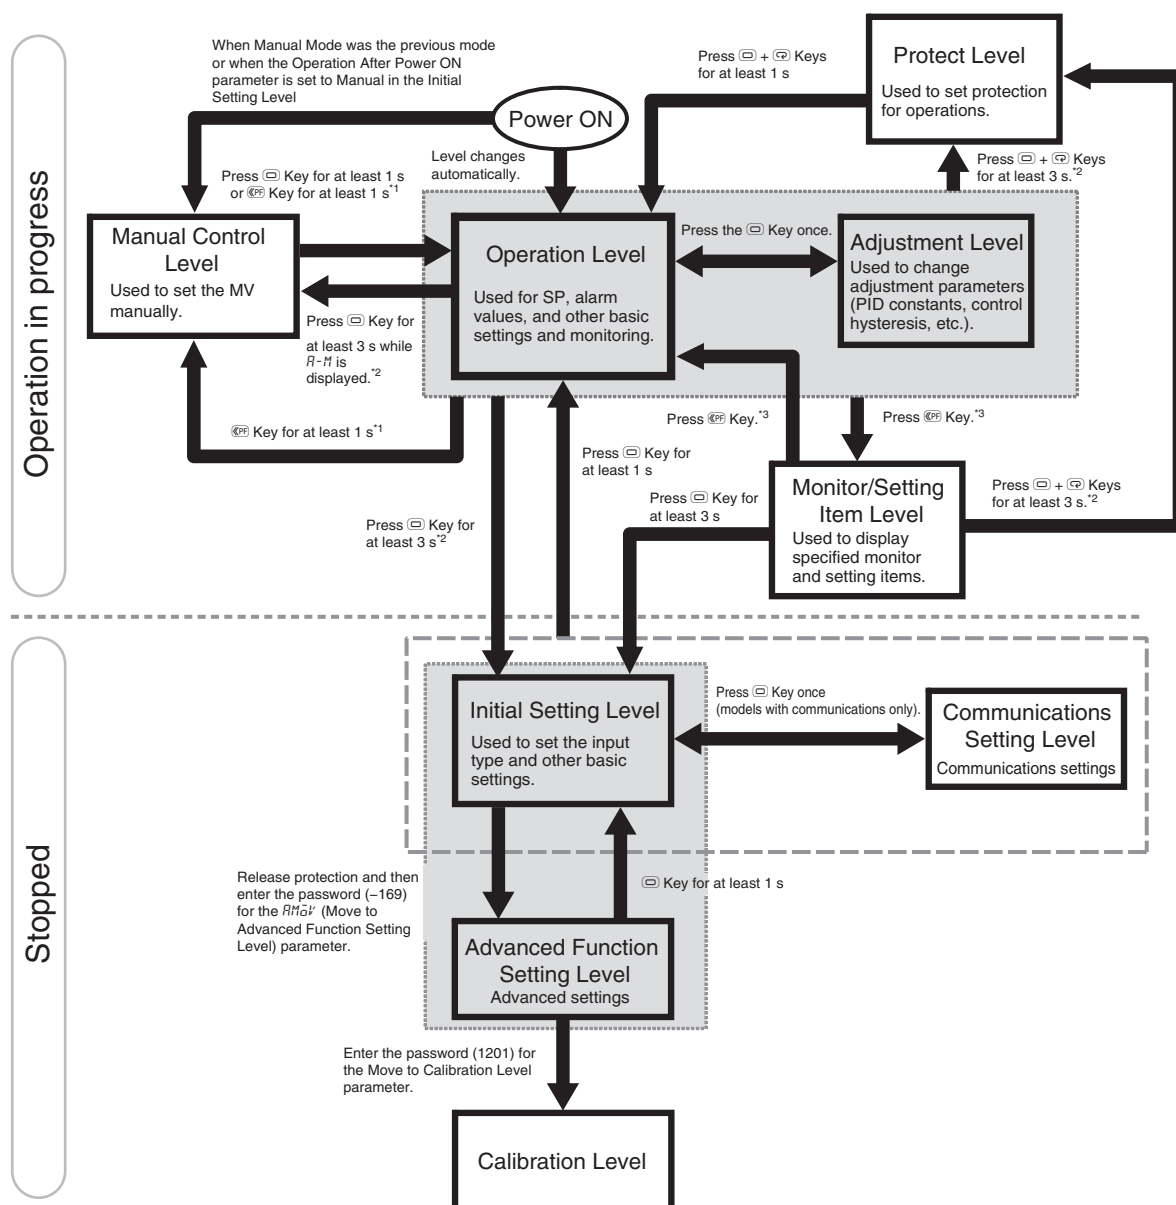 Operation in progress
When Manual Mode was the previous mode
or when the Operation After Power ON
parameter is set to Manual in the Initial
Setting Level
Power ON
Level changes
automatically.
Press Key for at least 1 s
or PF Key for at least 1 s*1
Press + Keys
for at least 1 s
Protect Level
Used to set protection
for operations.
Press + Keys
for at least 3 s.*2
Manual Control
Level
Used to set the MV
manually.
Operation Level
Used for SP, alarm
values, and other basic
settings and monitoring.
Press the Key once.
Adjustment Level
Used to change
adjustment parameters
(PID constants, control
hysteresis, etc.).
Press Key for
at least 3 s while
A-M is
displayed.*2
PF Key for at least 1 s*1
Press PF Key.*3
Press PF Key.*3
Press Key for
at least 1 s
Press Key for
at least 3 s
Press Key for
at least 3 s*2
Monitor/Setting
Item Level
Used to display
specified monitor
and setting items.
Press + Keys
for at least 3 s.*2
Stopped
Initial Setting Level
Used to set the input
type and other basic
settings.
Press Key once
(models with communications only).
Communications
Setting Level
Communications settings
Release protection and then
enter the password (–169)
for the AMoV (Move to
Advanced Function Setting
Level) parameter.
Key for at least 1 s
Advanced Function
Setting Level
Advanced settings
Enter the password (1201) for
the Move to Calibration Level
parameter.
Calibration Level